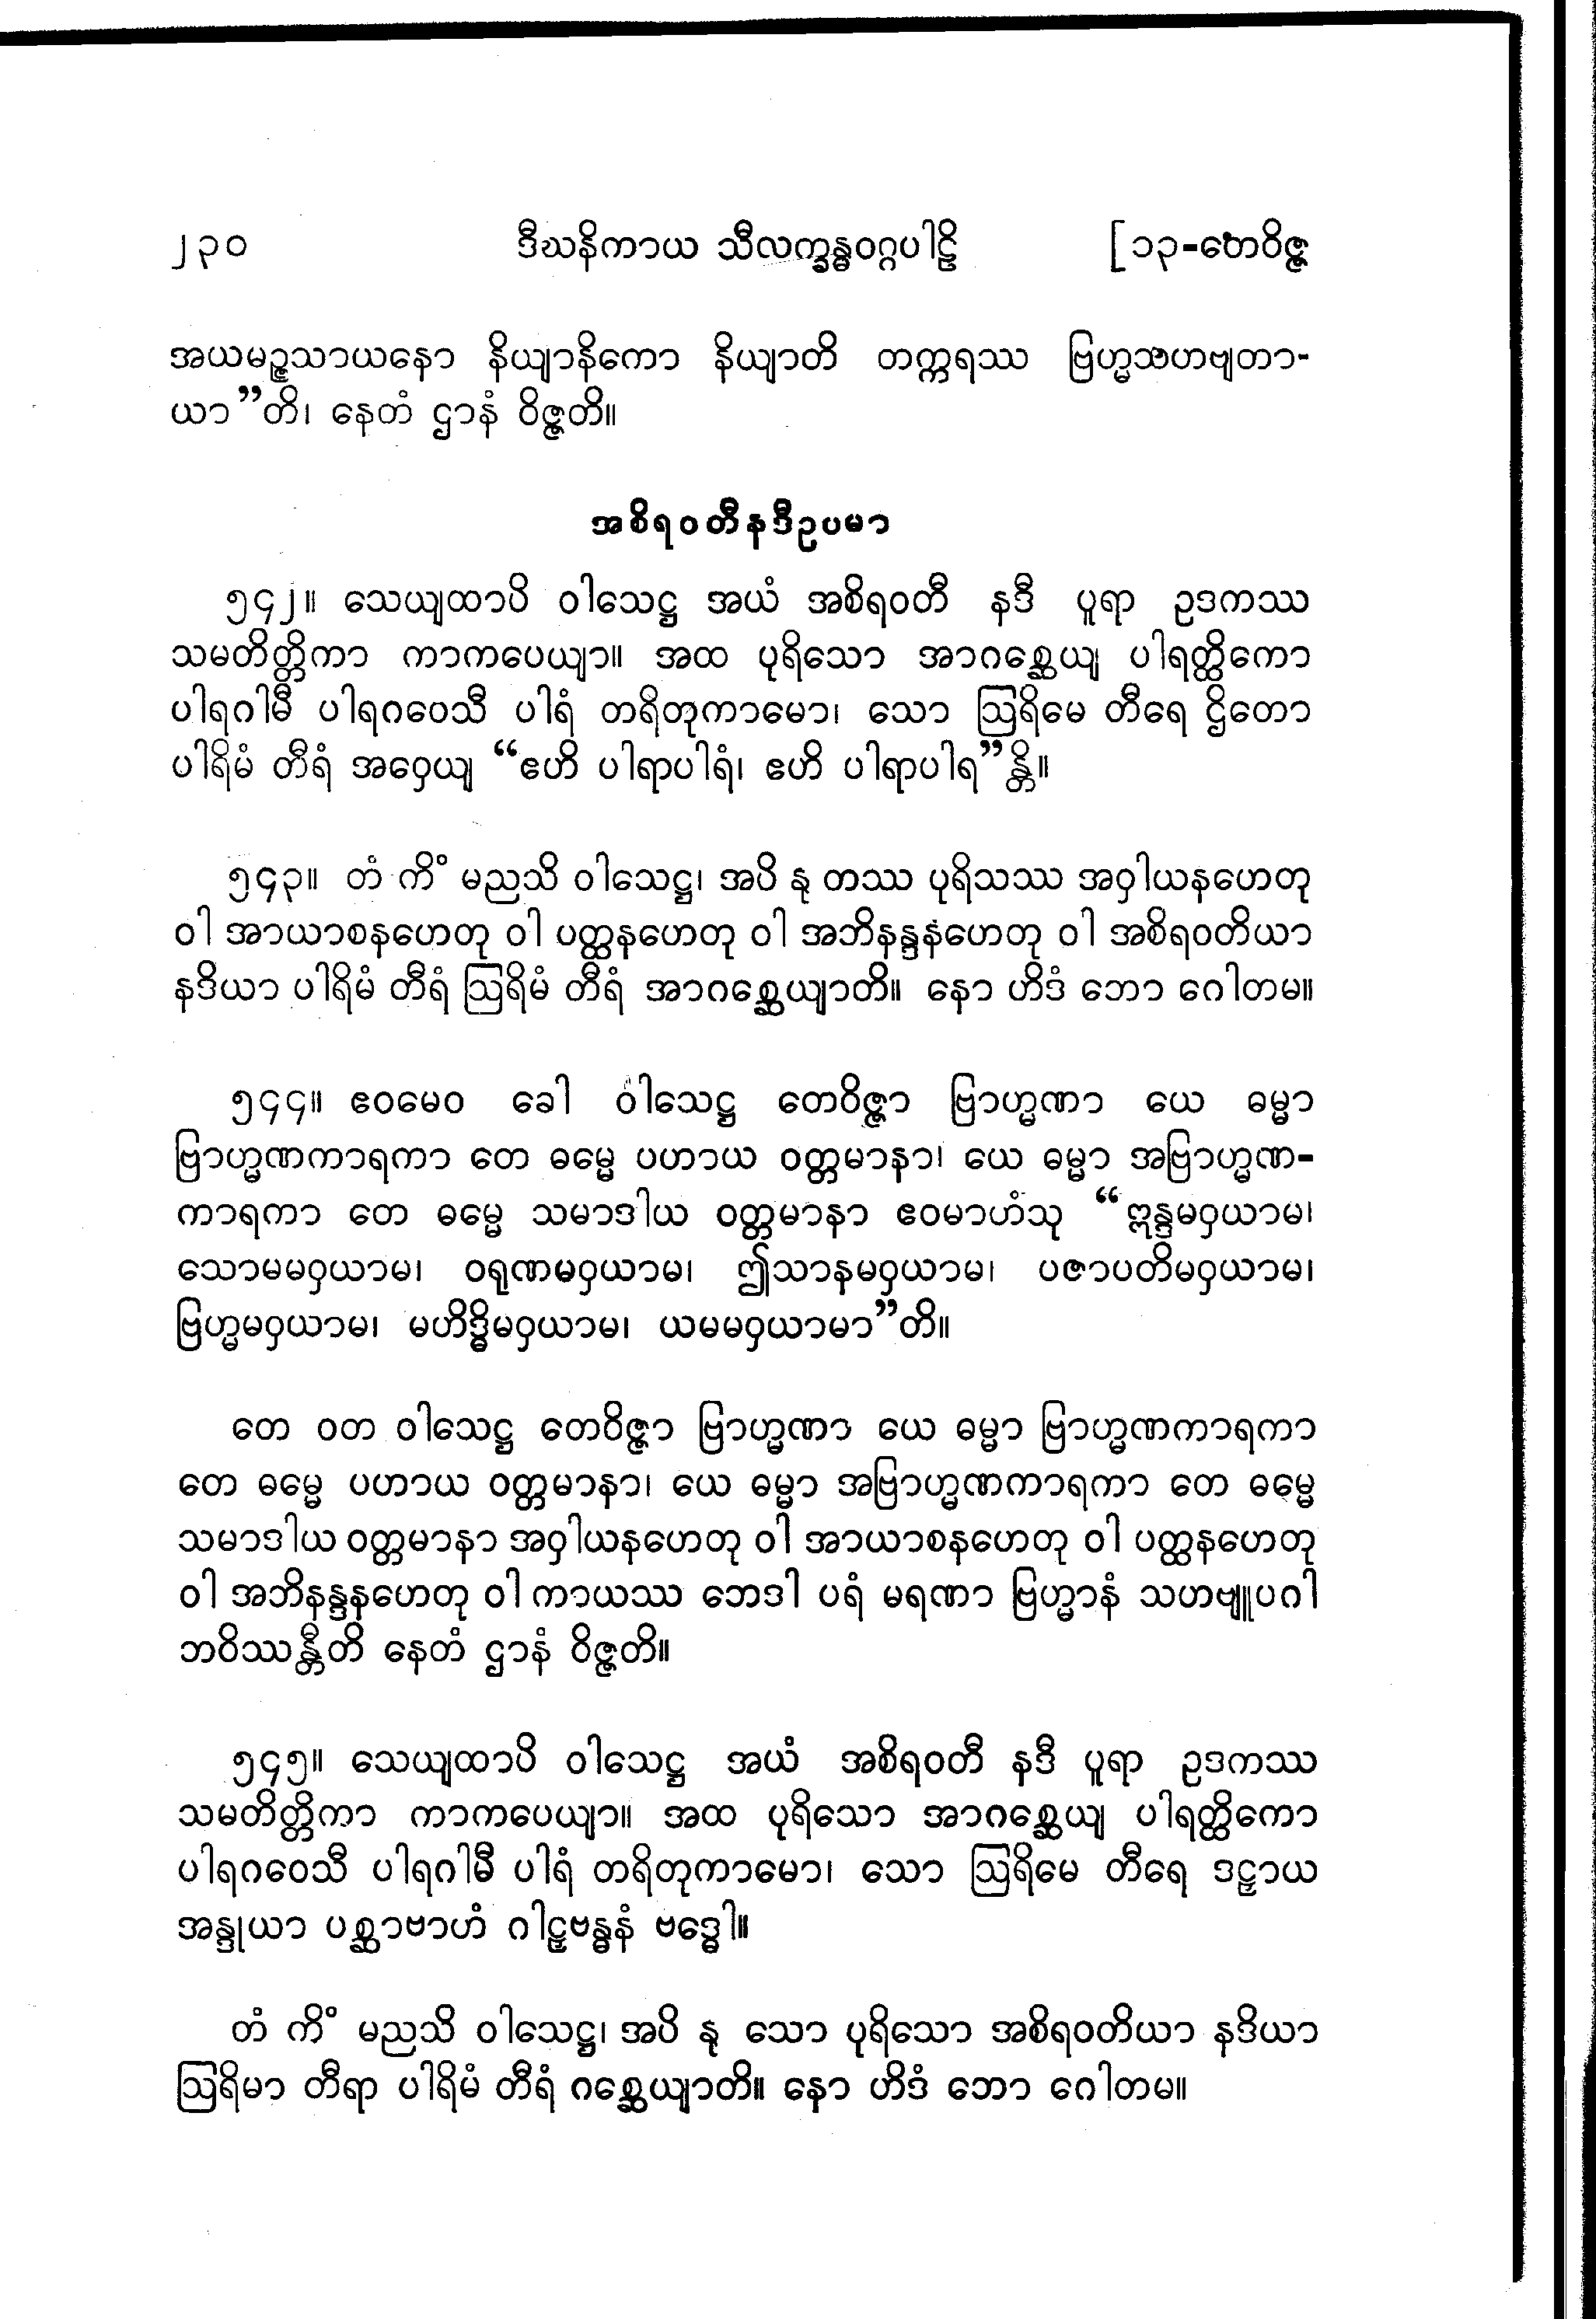 ၂၃၀ ဒီဃနိကာယ သီလက္ခန္ဓဝဂ္ဂပါဠိ [၁၃-တေဝိဇ္ဇ
အယမဉ္ဇသာယနော နိယျာနိကော နိယျာတိ တက္ကရဿ ဗြဟ္မသဟဗျတာ-
ယာ”တိ၊ နေတံ ဌာနံ ဝိဇ္ဇတိ။
အစိရဝတီနဒီဥပမာ
၅၄၂။ သေယျထာပိ ဝါသေဋ္ဌ အယံ အစိရဝတီ နဒီ ပူရာ ဥဒကဿ
သမတိတ္တိကာ ကာကပေယျာ။ အထ ပုရိသော အာဂစ္ဆေယျ ပါရတ္ထိကော
ပါရဂါမီ ပါရဂဝေသီ ပါရံ တရိတုကာမော၊ သော ဩရိမေ တီရေ ဌိတော
ပါရိမံ တီရံ အဝှေယျ “ဧဟိ ပါရာပါရံ၊ ဧဟိ ပါရာပါရ”န္တိ။
၅၄၃။ တံ ကိံ မညသိ ဝါသေဋ္ဌ၊ အပိ နု တဿ ပုရိသဿ အဝှါယနဟေတု
ဝါ အာယာစနဟေတု ဝါ ပတ္ထနဟေတု ဝါ အဘိနန္ဒနဟေတု ဝါ အစိရဝတိယာ
နဒိယာ ပါရိမံ တီရံ ဩရိမံ တီရံ အာဂစ္ဆေယျာတိ။ နော ဟိဒံ ဘော ဂေါတမ။
၅၄၄။ ဧဝမေဝ ခေါ ဝါသေဋ္ဌ တေဝိဇ္ဇာ ဗြာဟ္မဏာ ယေ ဓမ္မာ
ဗြာဟ္မဏကာရကာ တေ ဓမ္မေ ပဟာယ ဝတ္တမာနာ၊ ယေ ဓမ္မာ အဗြာဟ္မဏ-
ကာရကာ တေ ဓမ္မေ သမာဒါယ ဝတ္တမာနာ ဧဝမာဟံသု “ဣန္ဒမဝှယာမ၊
သောမမဝှယာမ၊ ဝရုဏမဝှယာမ၊ ဤသာနမဝှယာမ၊ ပဇာပတိမဝှယာမ၊
ဗြဟ္မမဝှယာမ၊ မဟိဒ္ဓိမဝှယာမ၊ ယမမဝှယာမာ”တိ။
တေ ဝတ ဝါသေဋ္ဌ တေဝိဇ္ဇာ ဗြာဟ္မဏာ ယေ ဓမ္မာ ဗြာဟ္မဏကာရကာ
တေ ဓမ္မေ ပဟာယ ဝတ္တမာနာ၊ ယေ ဓမ္မာ အဗြာဟ္မဏကာရကာ တေ ဓမ္မေ
သမာဒါယ ဝတ္တမာနာ အဝှါယနဟေတု ဝါ အာယာစနဟေတု ဝါ ပတ္ထနဟေတု
ဝါ အဘိနန္ဒနဟေတု ဝါ ကာယဿ ဘေဒါ ပရံ မရဏာ ဗြဟ္မာနံ သဟဗျူပဂါ
ဘဝိဿန္တီတိ နေတံ ဌာနံ ဝိဇ္ဇတိ။
၅၄၅။ သေယျထာပိ ဝါသေဋ္ဌ အယံ အစိရဝတီ နဒီ ပူရာ ဥဒကဿ
သမတိတ္တိကာ ကာကပေယျာ။ အထ ပုရိသော အာဂစ္ဆေယျ ပါရတ္ထိကော
ပါရဂဝေသီ ပါရဂါမီ ပါရံ တရိတုကာမော၊ သော ဩရိမေ တီရေ ဒဠှာယ
အန္ဒုယာ ပစ္ဆာဗာဟံ ဂါဠှဗန္ဓနံ ဗဒ္ဓေါ။
တံ ကိံ မညသိ ဝါသေဋ္ဌ၊ အပိ နု သော ပုရိသော အစိရဝတိယာ နဒိယာ
ဩရိမာ တီရာ ပါရိမံ တီရံ ဂစ္ဆေယျာတိ။ နော ဟိဒံ ဘော ဂေါတမ။